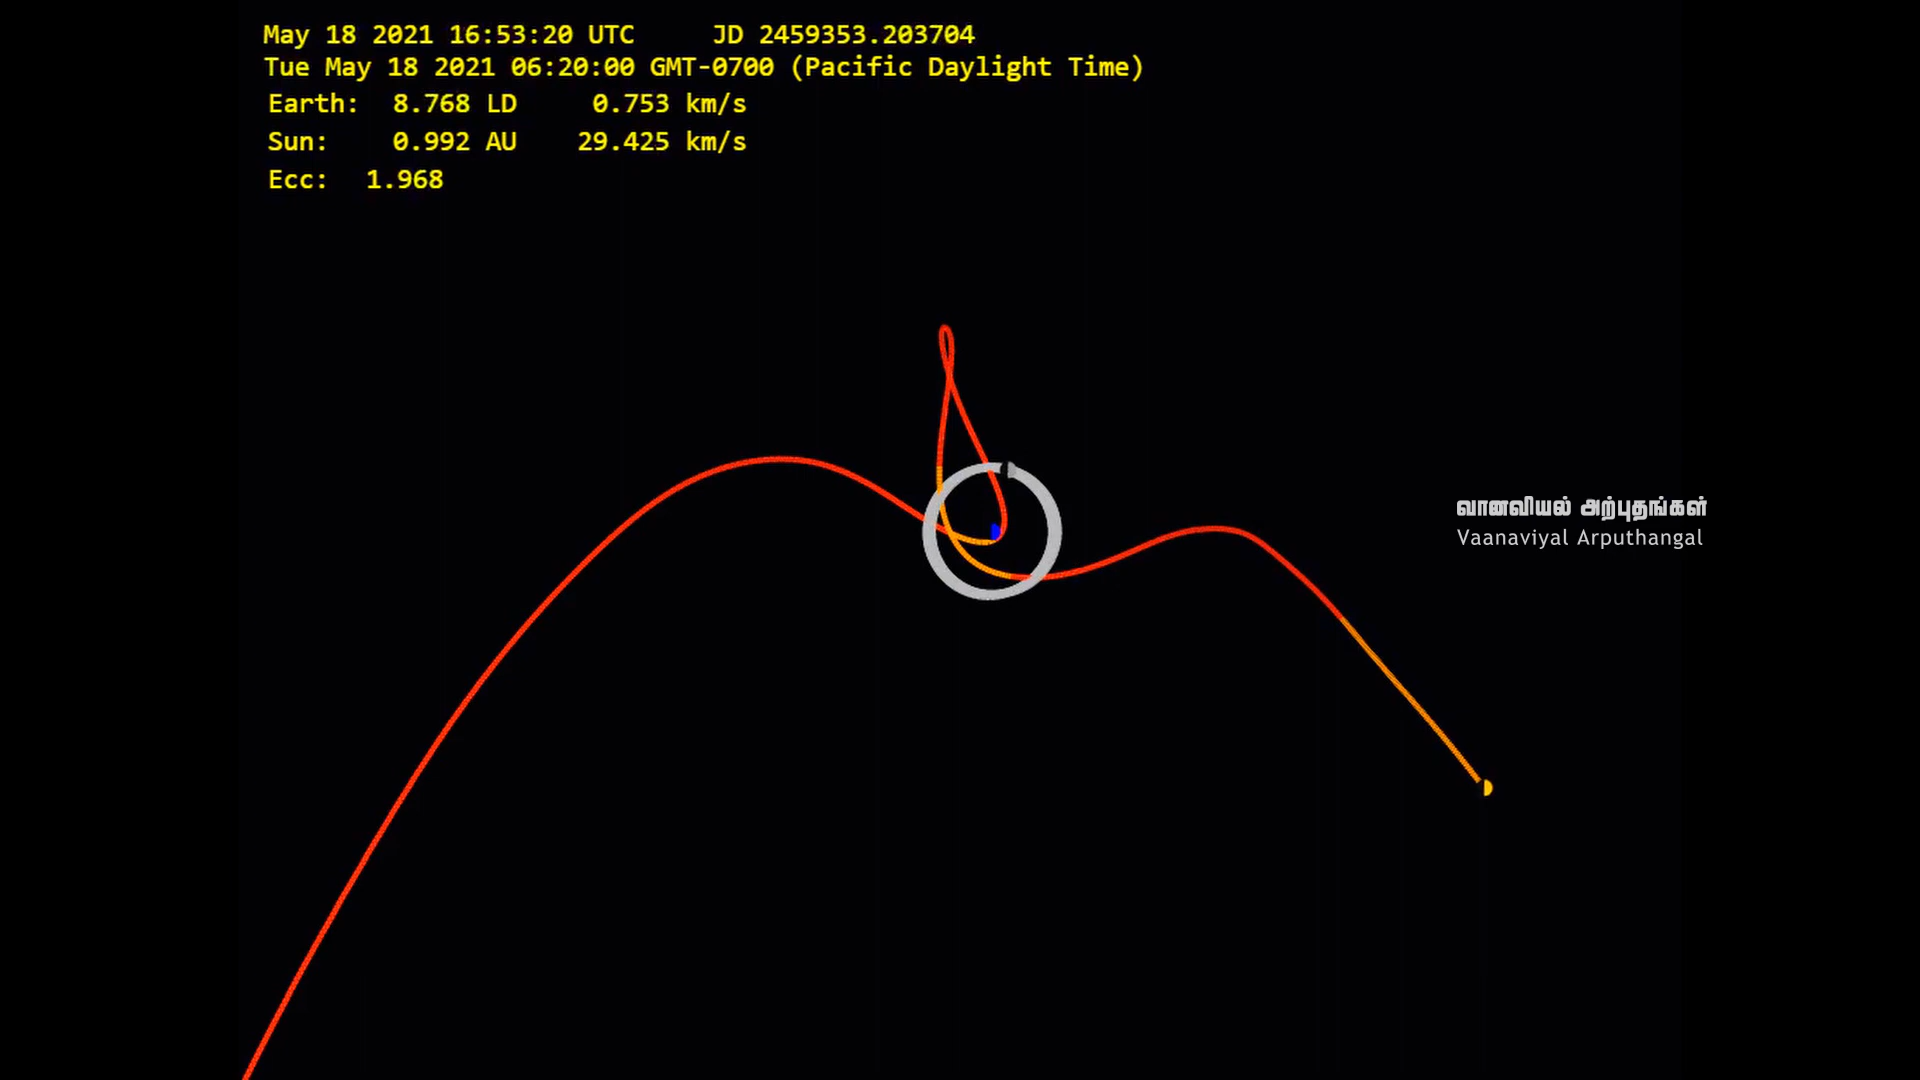 May 18 2021 16:53:20 UTC JD 2459353.203704
Tue May 18 2021 06:20:00 GMT-0700 (Pacific Daylight Time)
Earth: 8.768 LD 0.753 km/s
Sun: 0.992 AU 29.425 km/s
Ecc: 1.968
வானவியல் அற்புதங்கள்
Vaanaviyal Arputhangal